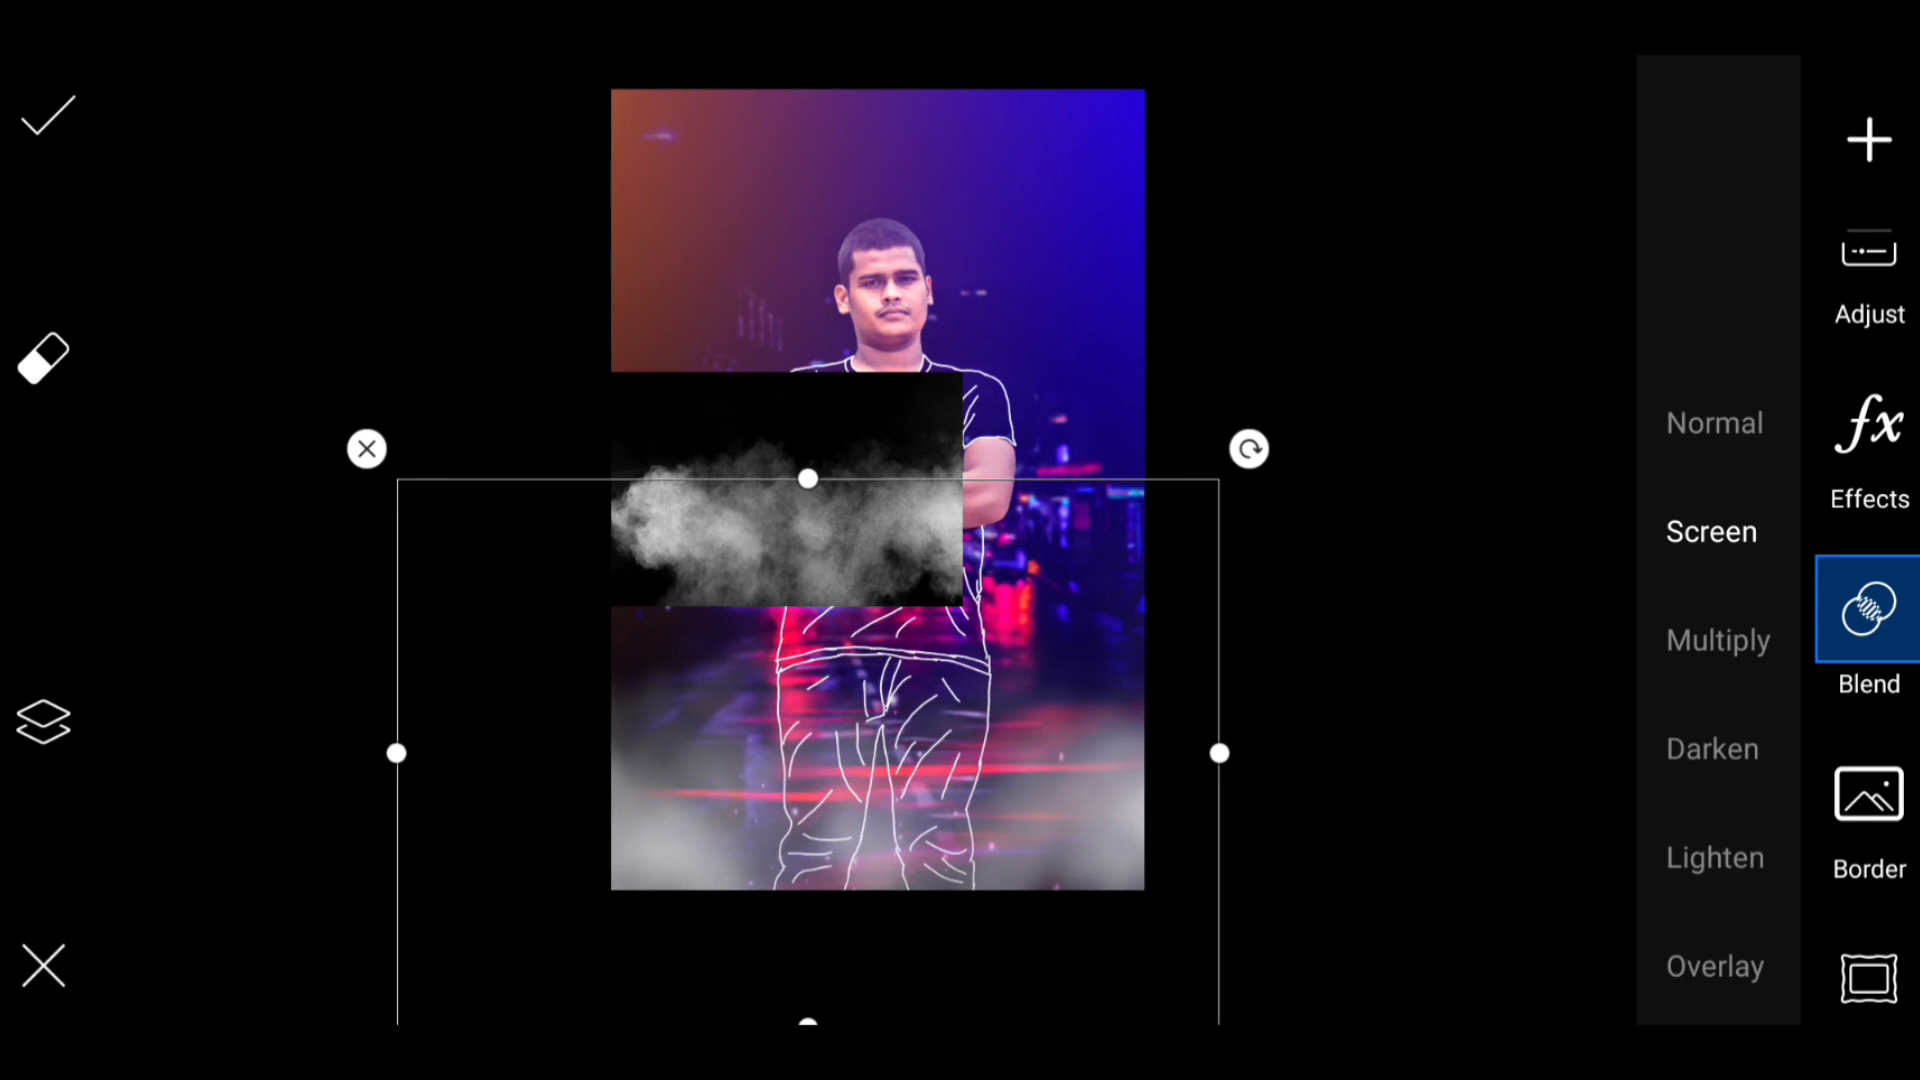 Adjust
Normal
Effects
Screen
Multiply
Blend
Darken
Lighten
Border
Overlay